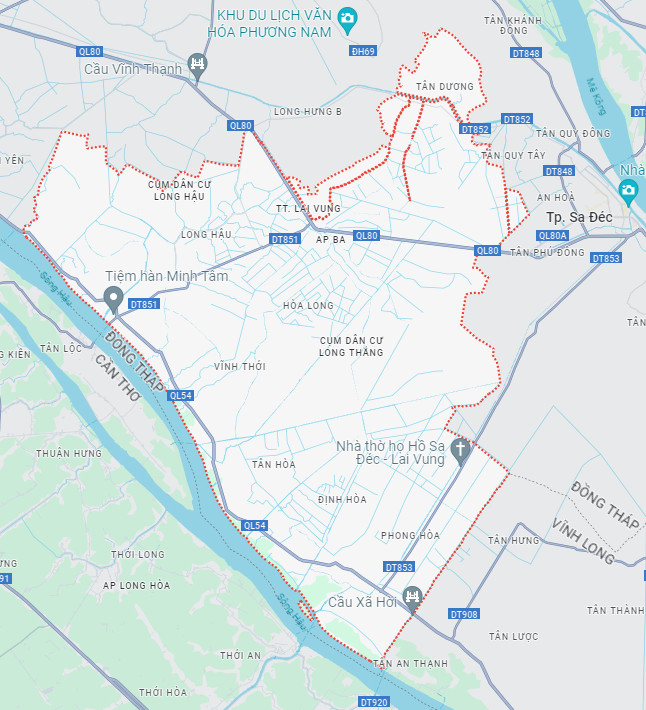 KHU DU LỊCH VĂN
HÓA PHƯƠNG NAM
TÂN KHÁNH
ĐÔNG
QL80
ĐH69
DT848
Cầu Vĩnh Thạnh
TÂN DƯƠNG
Mê Kông
LONG HƯNG B
DT852
QL80
DT852
TÂN QUY ĐÔNG
I YÊN
TÂN QUY TÂY
DT848
Nhà
CỤM DÂN CƯ
LONG HẬU
AN HOÀ
TT. LAI VUNG
Tp. Sa Đéc
LONG HẬU
DT851
AP BA
QL80
QL80A
QL80
TÂN PHÚ ĐÔNG
DT853
Sông Hậu
Tiệm hàn Minh Tâm
DT851
HÒA LONG
TÂN
ĐỒNG THÁP
CẦN THƠ
CỤM DÂN CƯ
LONG THẮNG
TÂN LỘC
G KIÊN
VĨNH THỚI
QL54
Nhà thờ họ Hồ Sa
Đéc - Lai Vung
THUẬN HƯNG
TÂN HÒA
ĐỊNH HÒA
ĐỒNG THÁP
VĨNH LONG
QL54
PHONG HÒA
TÂN HƯNG
THỚI LONG
DT853
91
AP LONG HÒA
Cầu Xã Hời
Sông Hậu
DT908
TÂN THÀNH
TÂN LƯỢC
THỚI AN
TÂN AN THẠNH
THỚI HÒA
DT920